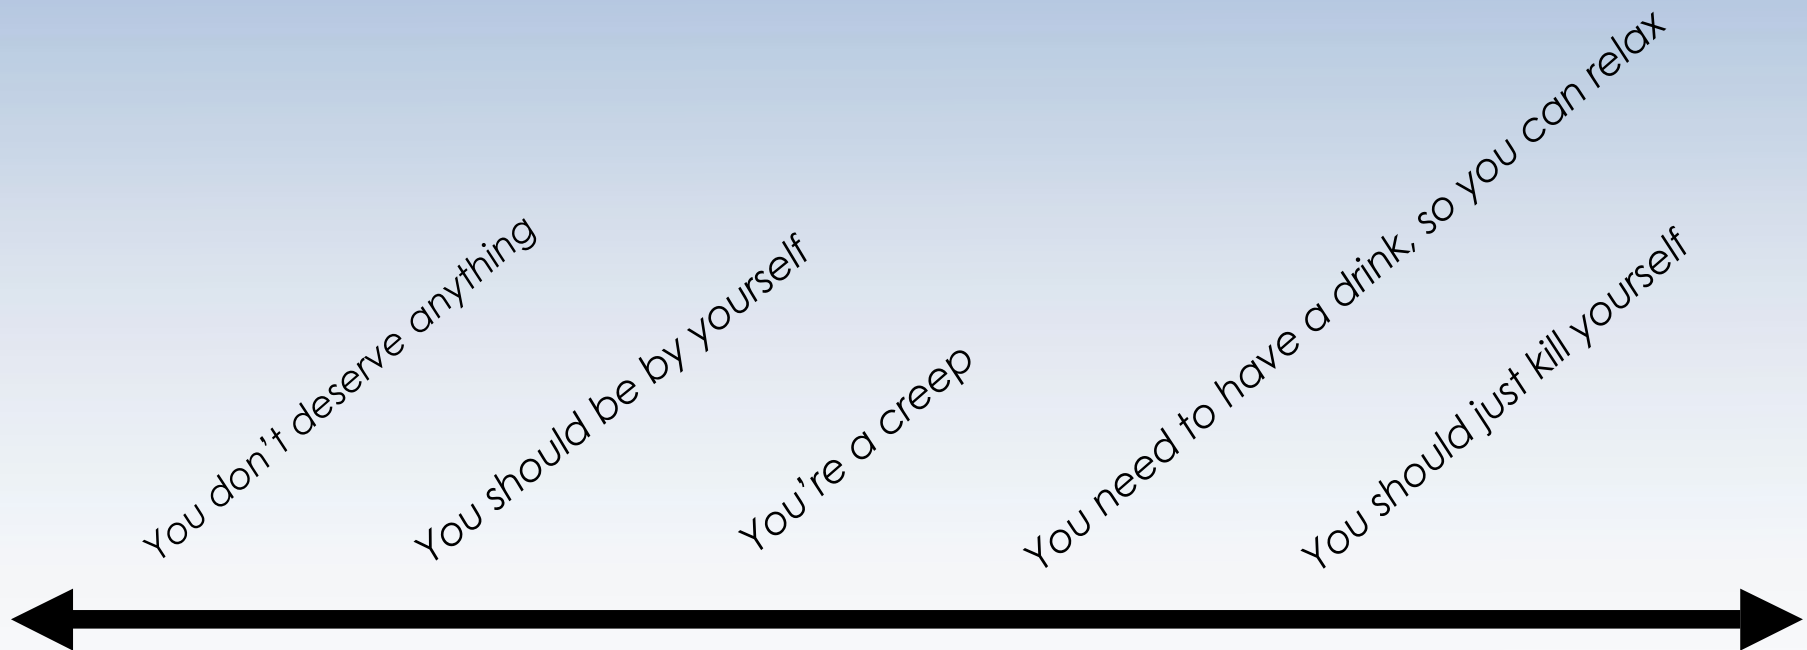 You don't deserve anything
You should be by yourself
You're a creep
You need to have a drink, so you can relax
You should just kill yourself